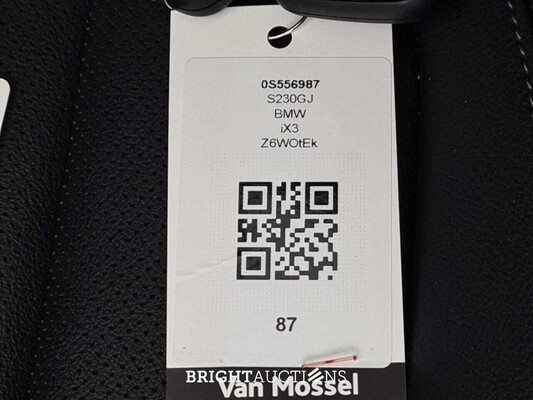 0S556987
S230GJ
BMW
iX3
Z6WOtEk
87
BRIGHTAUCTIONS
Van Mossel